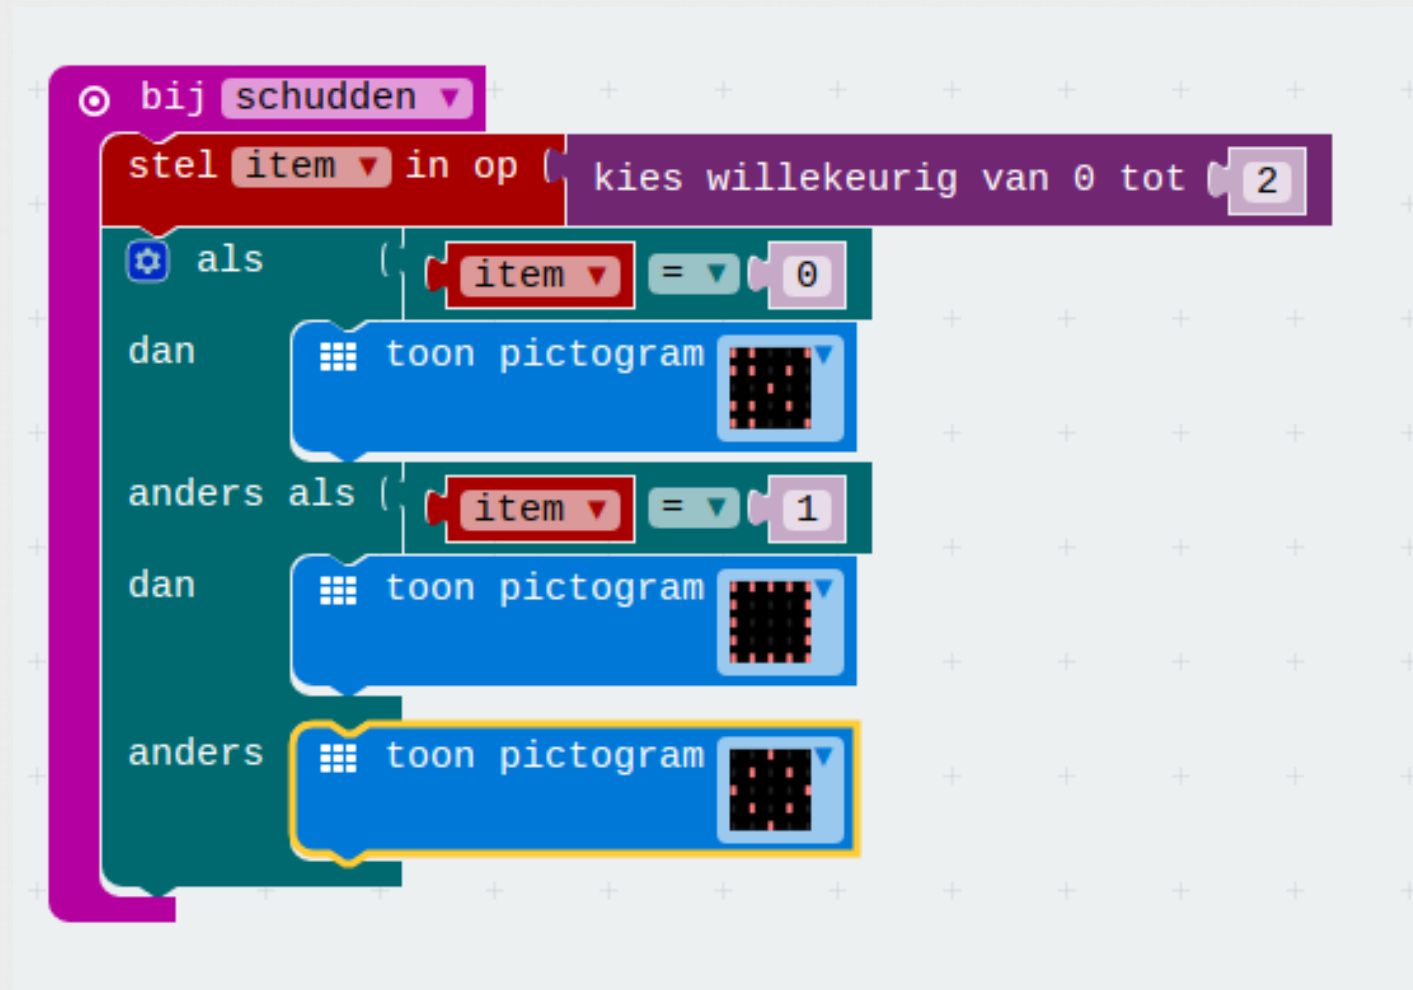 bij schudden
stel item in op kies willekeurig van 0 tot 2
als item = 0
dan toon pictogram
anders als item = 1
dan toon pictogram
anders toon pictogram